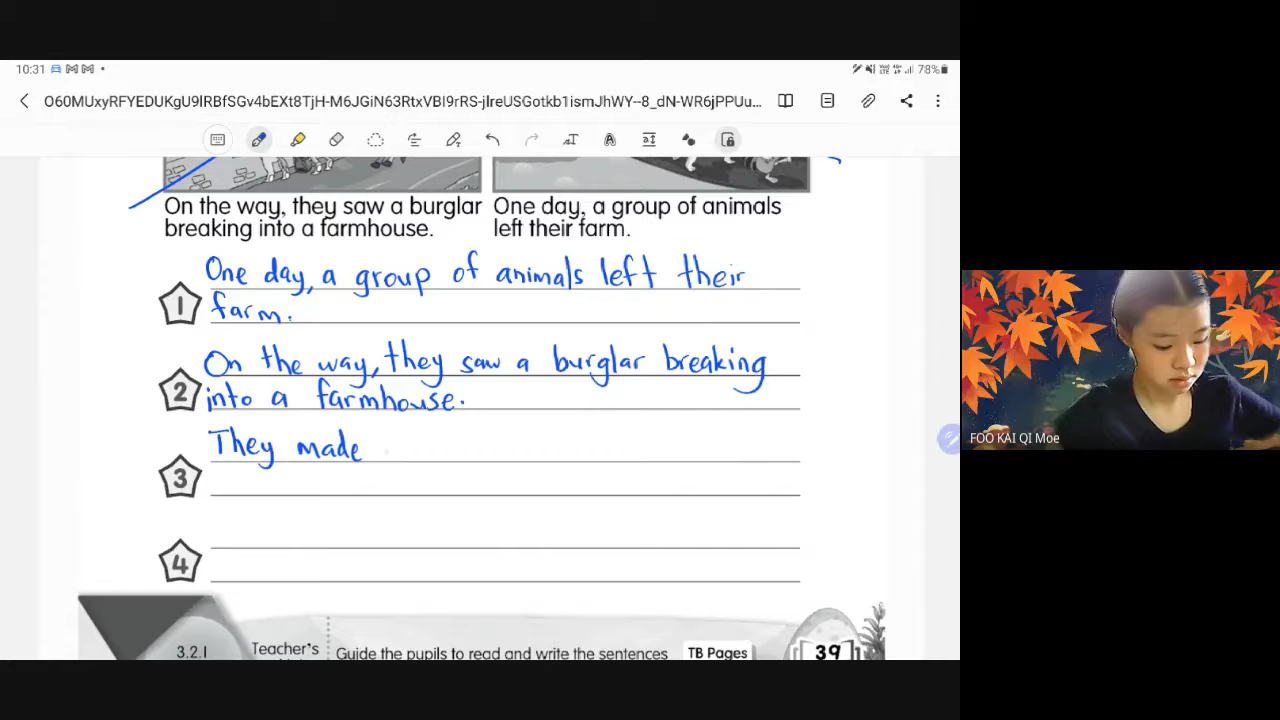 10:31 78%
O60MUxyRFYEDUKgU9lRBfSGv4bEXt8TjH-M6JGiN63RtxVBI9rRS-jlreUSGotkb1ismJhWY--8_dN-WR6jPPUu...
On the way, they saw a burglar
breaking into a farmhouse.
One day, a group of animals
left their farm.
One day, a group of animals left their
1 farm.
On the way, they saw a burglar breaking
2 into a farmhouse.
They made
3
4
3.2.1
Teacher's
Guide the pupils to read and write the sentences
TB Pages
39
FOO KAI QI Moe